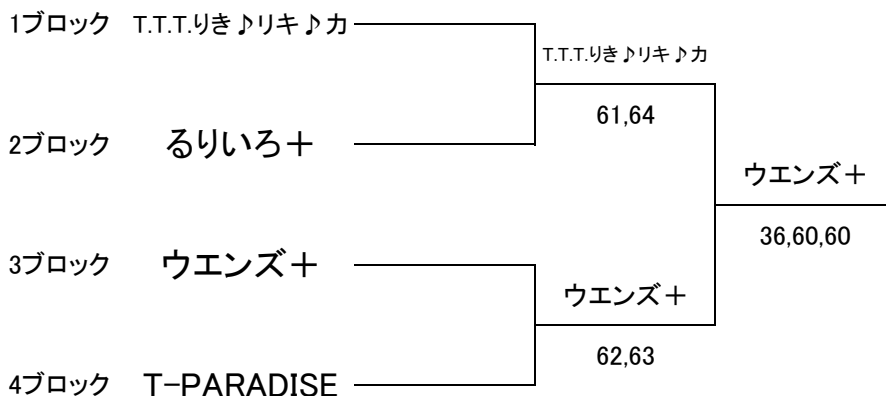 1ブロック T.T.T.りき♪リキ♪カ
T.T.T.りき♪リキ♪カ
61,64
2ブロック るりいろ＋
ウエンズ＋
36,60,60
3ブロック ウエンズ＋
ウエンズ＋
62,63
4ブロック T-PARADISE